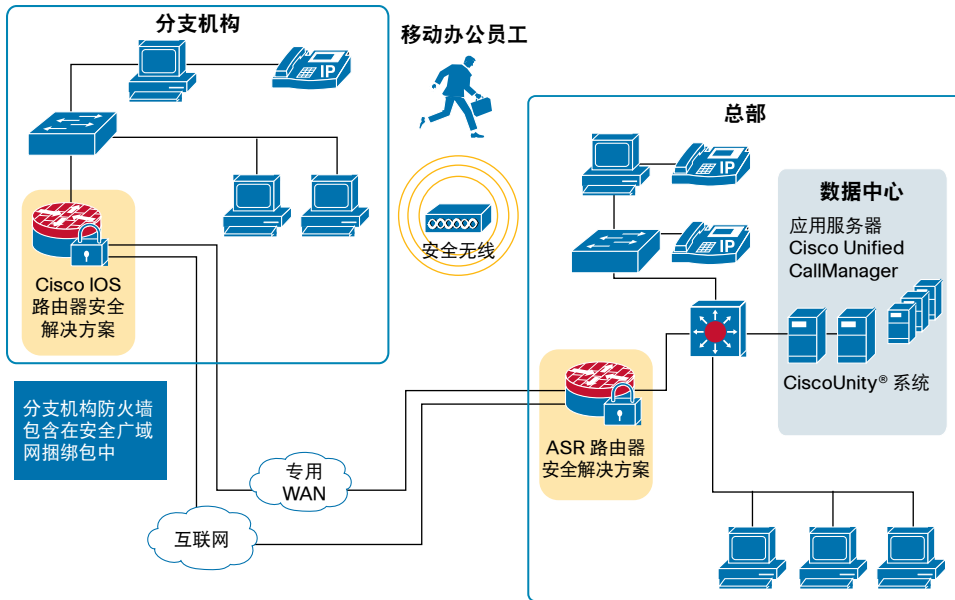 分支机构
IP
Cisco IOS
路由器安全
解决方案
移动办公员工
安全无线
分支机构防火墙
包含在安全广域
网捆绑包中
专用
WAN
互联网
总部
IP
IP
ASR 路由器
安全解决方案
数据中心
应用服务器
Cisco Unified
CallManager
CiscoUnity® 系统